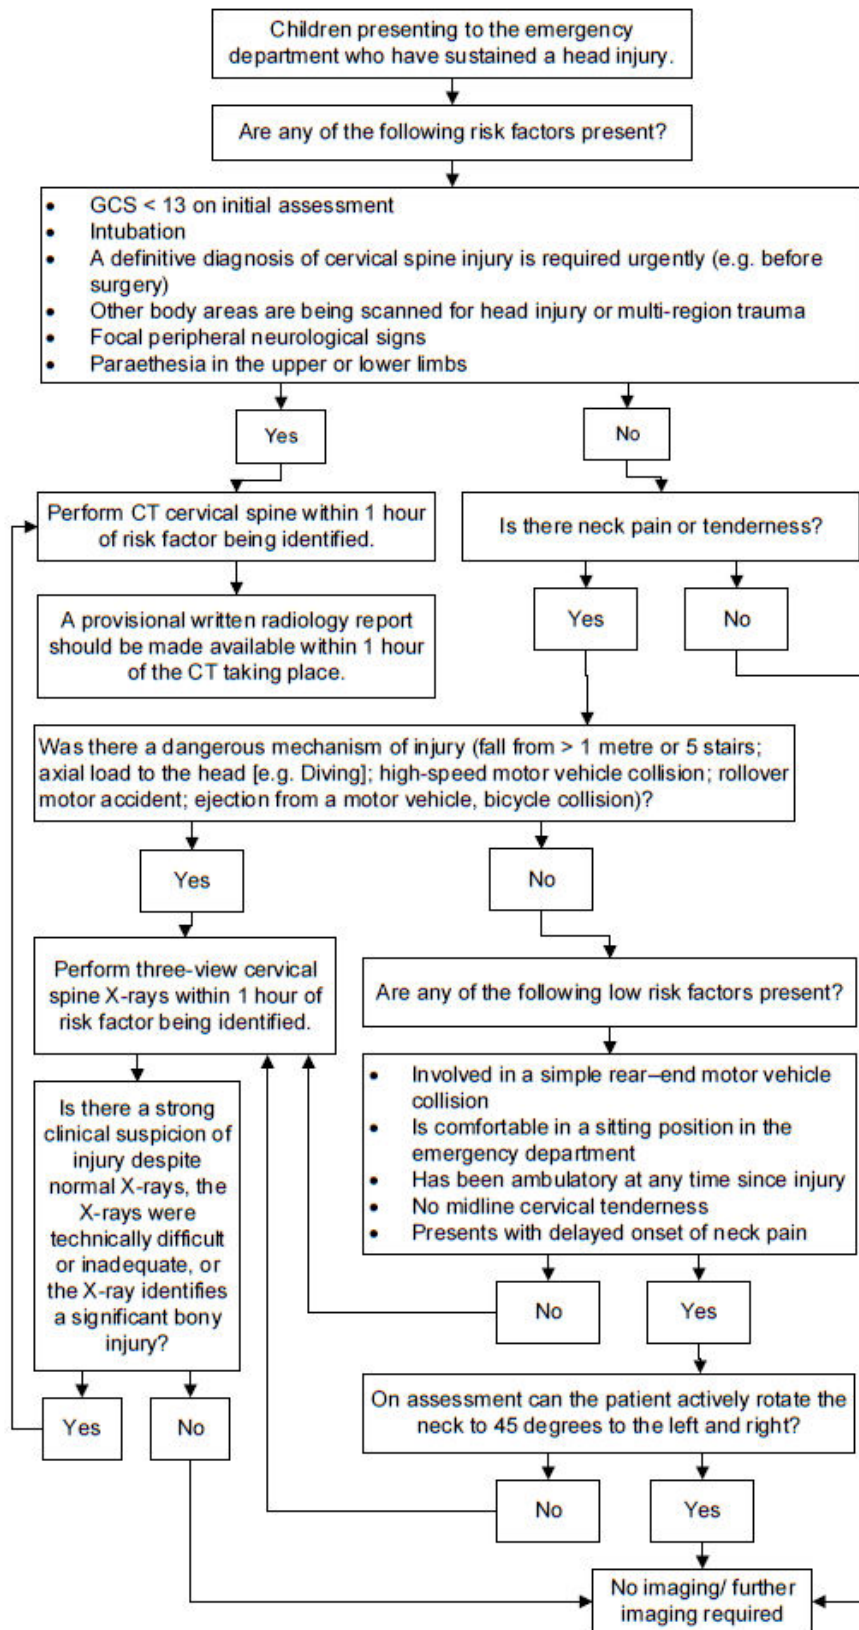 Children presenting to the emergency
department who have sustained a head injury.
Are any of the following risk factors present?
• GCS < 13 on initial assessment
• Intubation
• A definitive diagnosis of cervical spine injury is required urgently (e.g. before
surgery)
• Other body areas are being scanned for head injury or multi-region trauma
• Focal peripheral neurological signs
• Paraethesia in the upper or lower limbs
Yes
No
Perform CT cervical spine within 1 hour
of risk factor being identified.
Is there neck pain or tenderness?
A provisional written radiology report
should be made available within 1 hour
of the CT taking place.
Yes
No
Was there a dangerous mechanism of injury (fall from > 1 metre or 5 stairs;
axial load to the head [e.g. Diving]; high-speed motor vehicle collision; rollover
motor accident; ejection from a motor vehicle, bicycle collision)?
Yes
No
Perform three-view cervical
spine X-rays within 1 hour of
risk factor being identified.
Are any of the following low risk factors present?
• Involved in a simple rear–end motor vehicle
collision
• Is comfortable in a sitting position in the
emergency department
• Has been ambulatory at any time since injury
• No midline cervical tenderness
• Presents with delayed onset of neck pain
Is there a strong
clinical suspicion of
injury despite
normal X-rays, the
X-rays were
technically difficult
or inadequate, or
the X-ray identifies
a significant bony
injury?
No
Yes
On assessment can the patient actively rotate the
neck to 45 degrees to the left and right?
Yes
No
No
Yes
No imaging/ further
imaging required